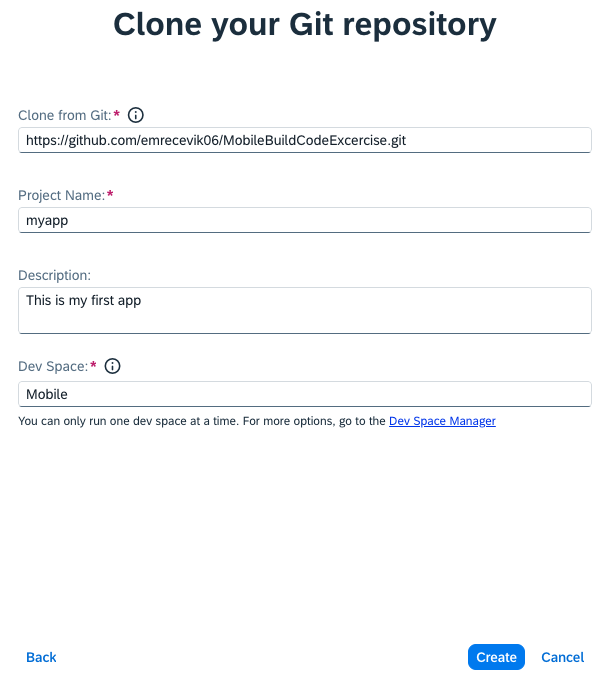 Clone your Git repository
Clone from Git:*
https://github.com/emrecevik06/MobileBuildCodeExcercise.git
Project Name:*
myapp
Description:
This is my first app
Dev Space:*
Mobile
You can only run one dev space at a time. For more options, go to the Dev Space Manager
Back Create Cancel